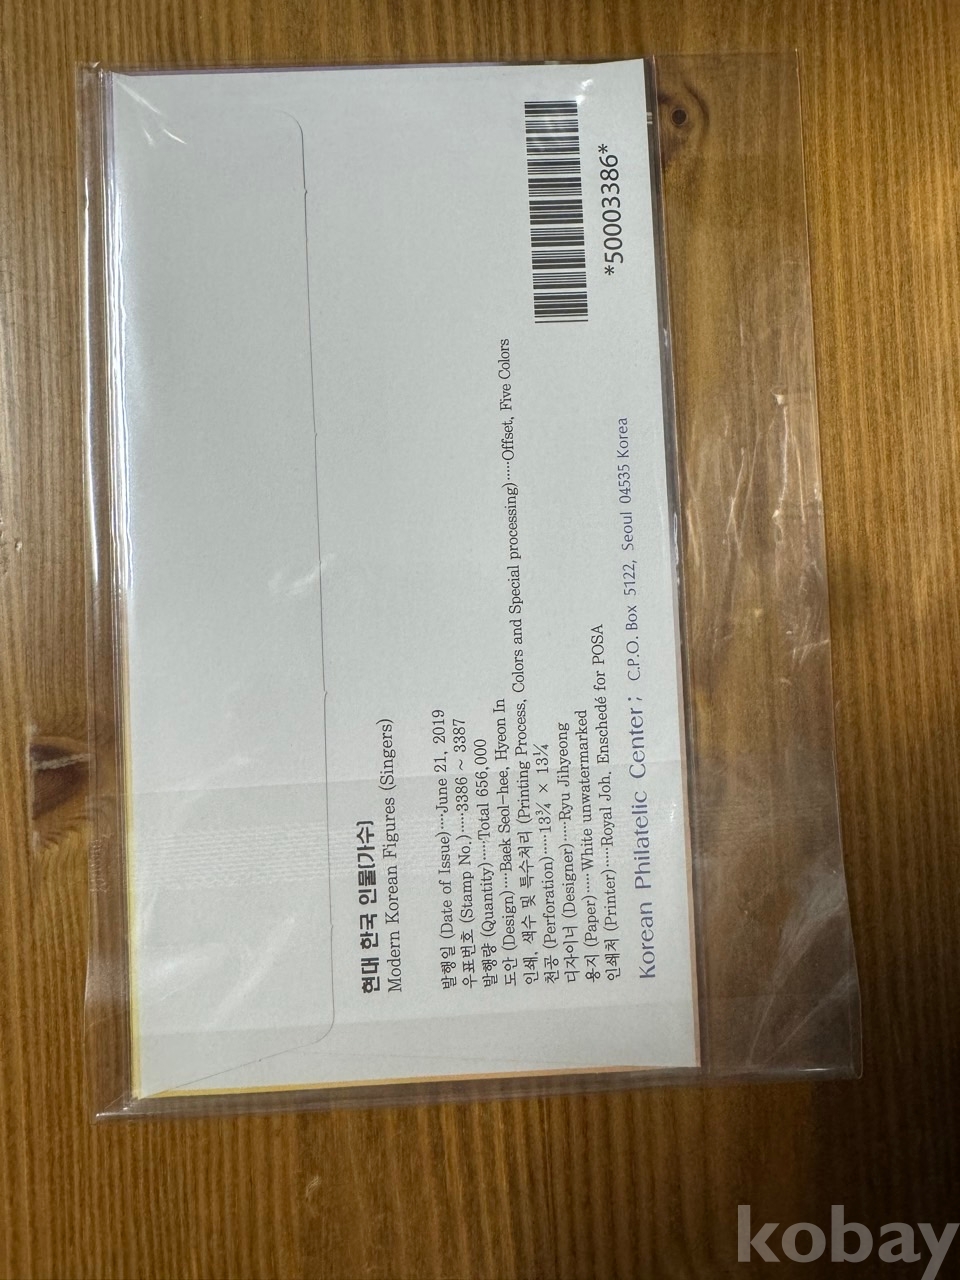 현대 한국 인물(가수)
Modern Korean Figures (Singers)
발행일 (Date of Issue)····June 21, 2019
우표번호 (Stamp No.)·····3386 ~ 3387
발행량 (Quantity)·····Total 656,000
도안 (Design)····Baek Seol-hee, Hyeon In
인쇄, 색수 및 특수처리 (Printing Process, Colors and Special processing)·····Offset, Five Colors
천공 (Perforation)·····13¾ × 13¼
디자이너 (Designer)·····Ryu Jihyeong
용지 (Paper)·····White unwatermarked
인쇄처 (Printer)·····Royal Joh, Enschedé for POSA
Korean Philatelic Center; C.P.O. Box 5122, Seoul 04535 Korea
*50003386*
kobay